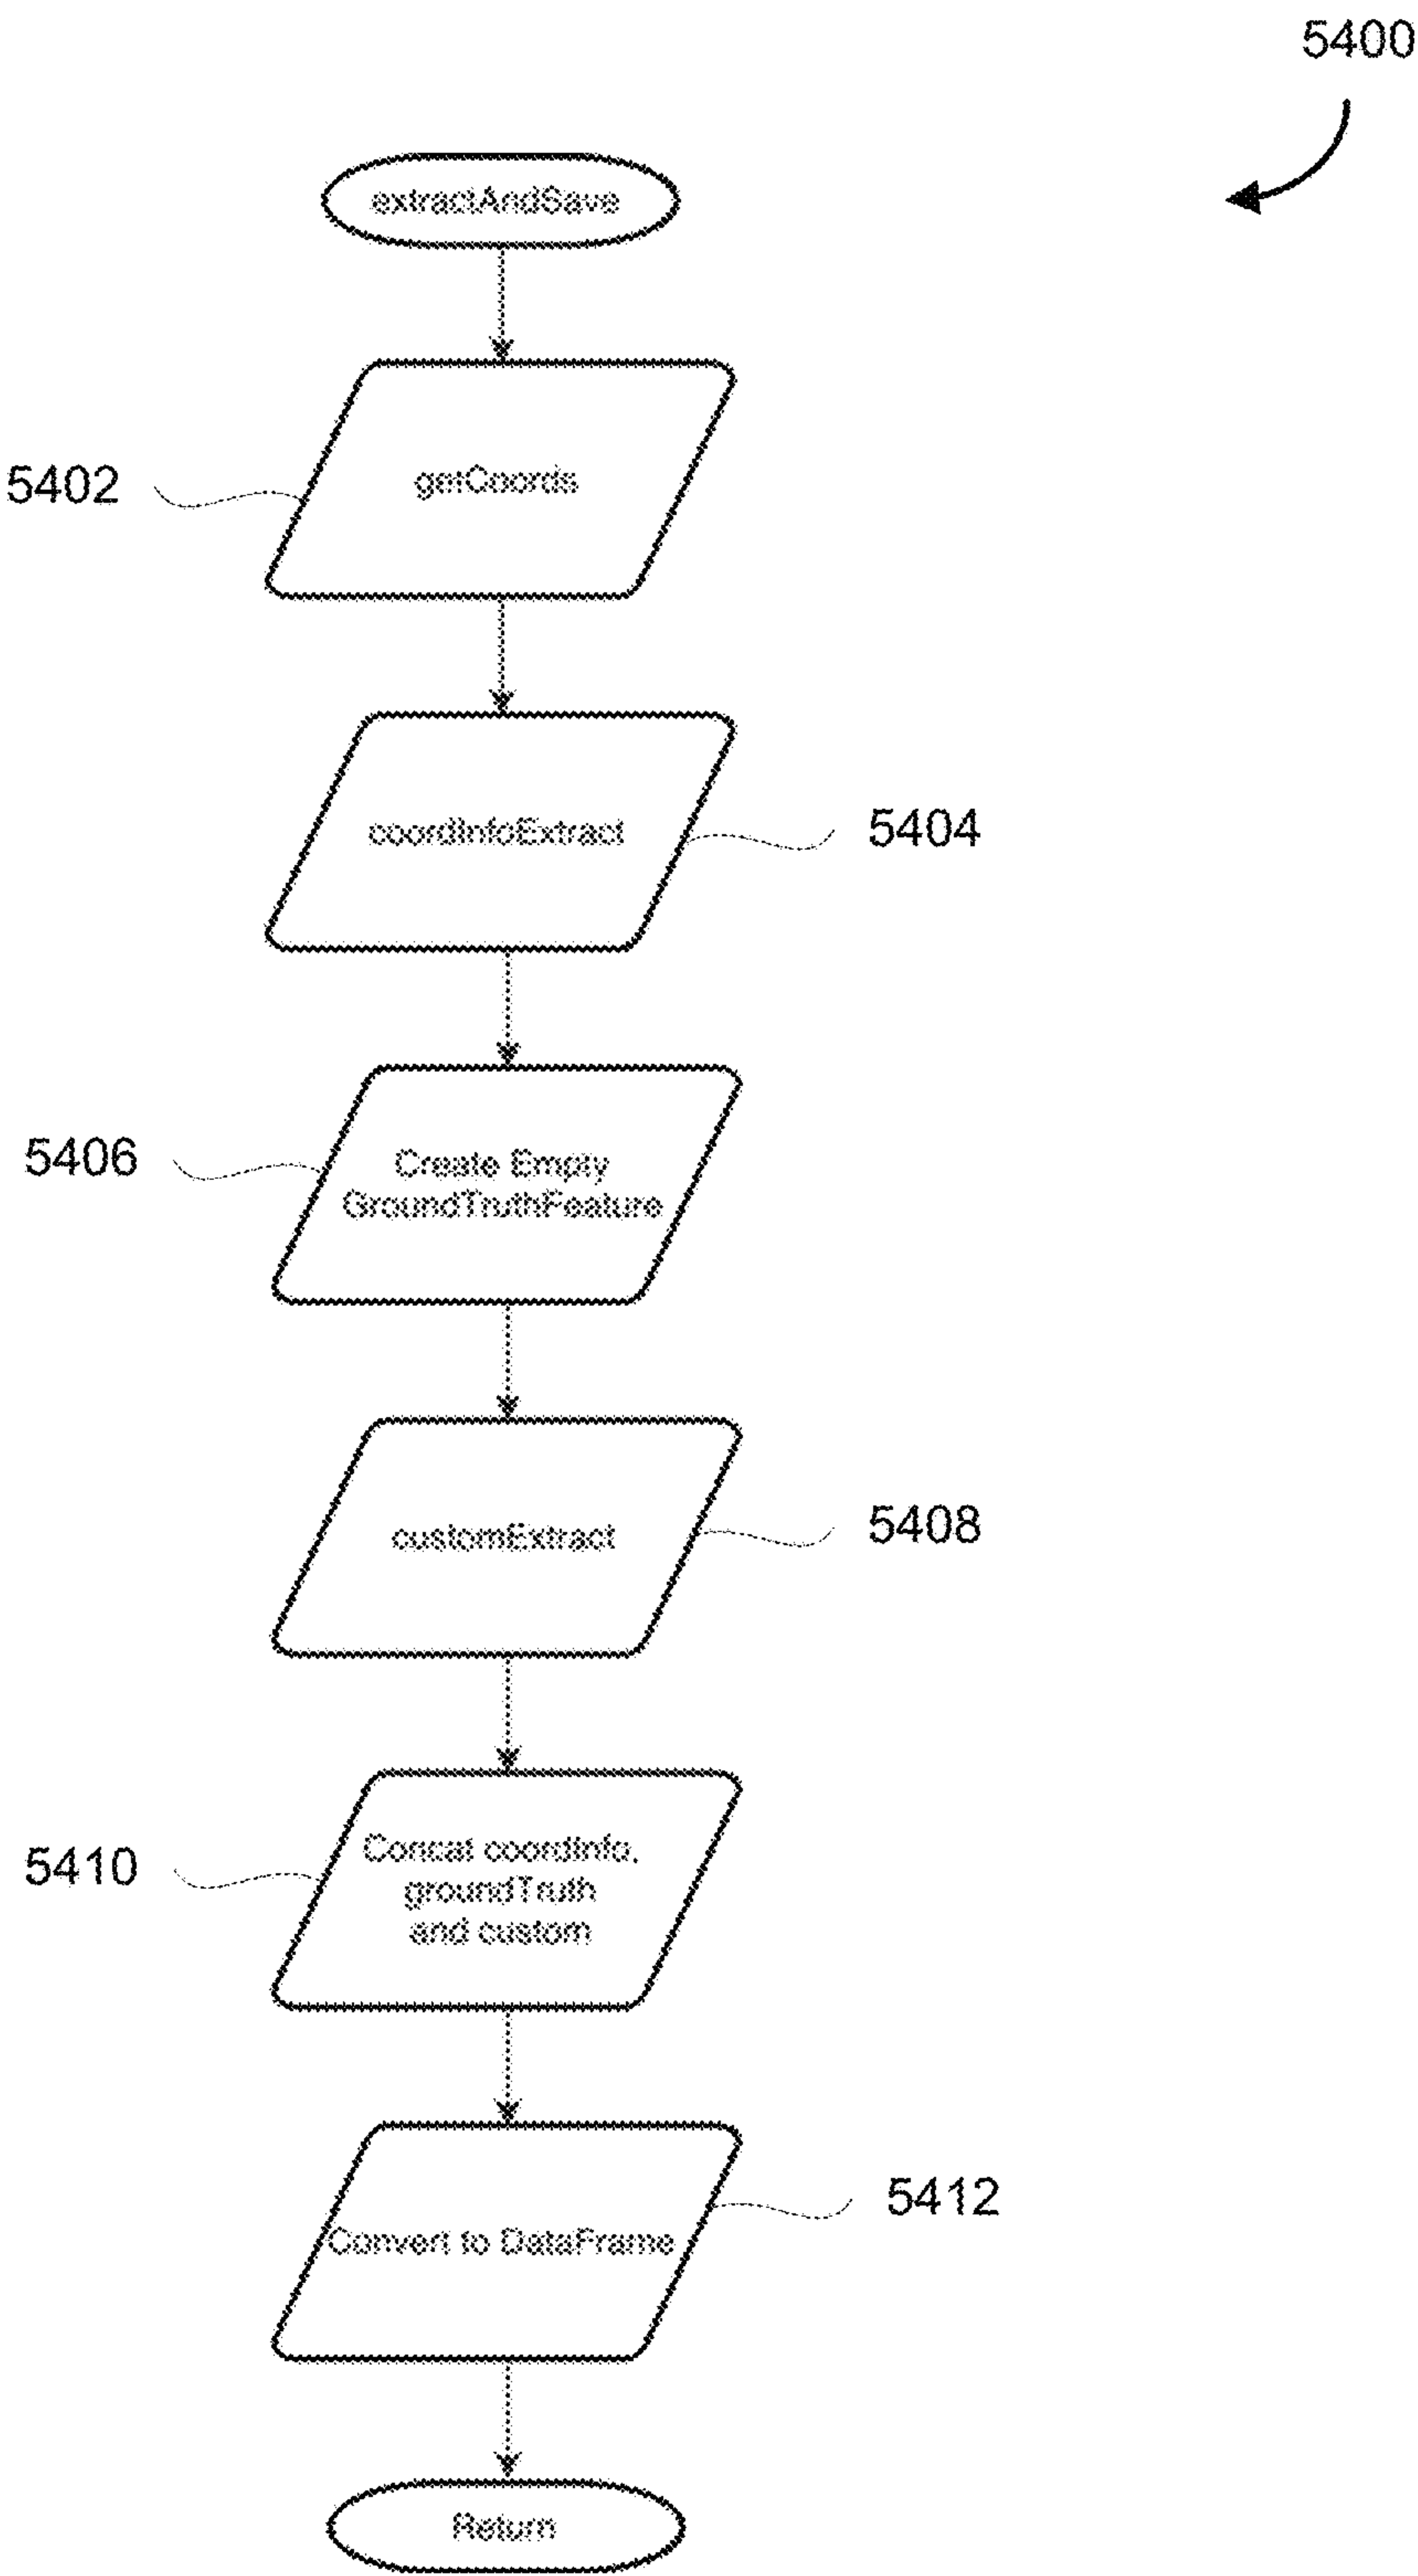 5400
extractAndSave
getCoords
5402
coordInfoExtract
5404
Create Empty
GroundTruthFeature
5406
customExtract
5408
Concat coordInfo,
groundTruth
and custom
5410
Convert to DataFrame
5412
Return